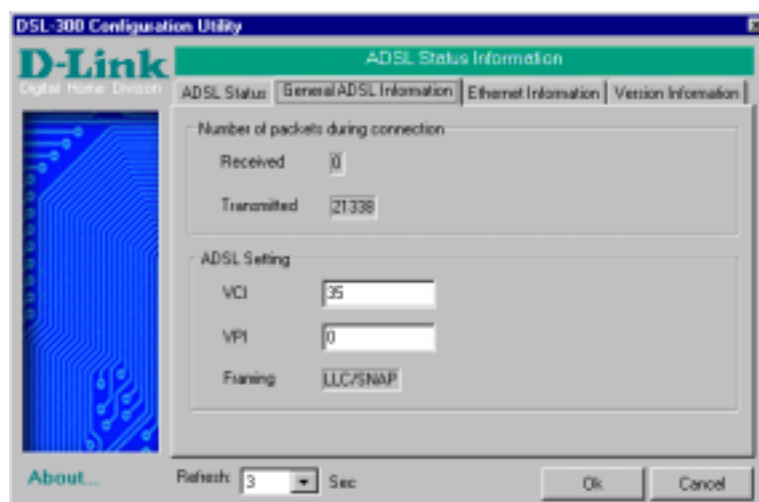 DSL-300 Configuration Utility
D-Link
Digital Home Division
ADSL Status Information
ADSL Status
General ADSL Information
Ethernet Information
Version Information
Number of packets during connection
Received 0
Transmitted 21338
ADSL Setting
VCI 35
VPI 0
Framing LLC/SNAP
About...
Refresh: 3 Sec
Ok
Cancel